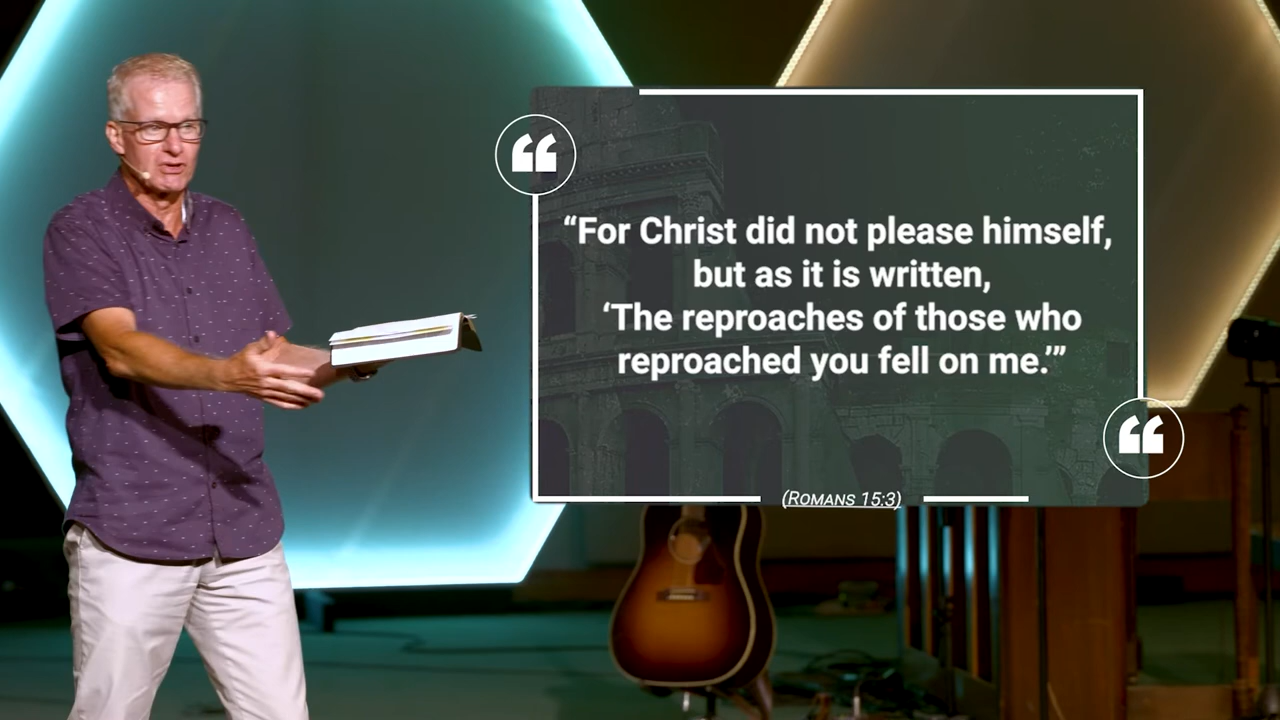 “For Christ did not please himself,
but as it is written,
‘The reproaches of those who
reproached you fell on me.’”
(Romans 15:3)